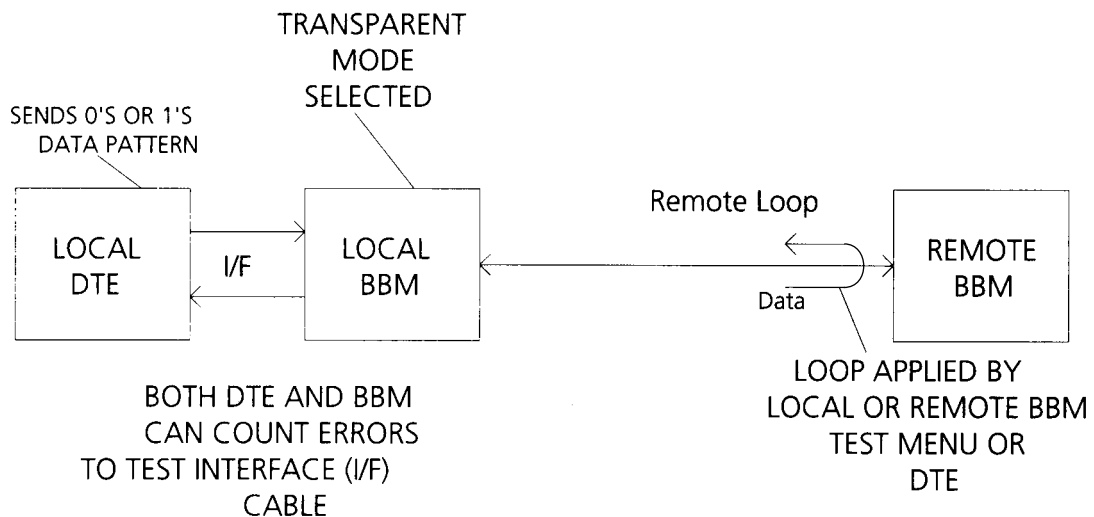 TRANSPARENT
MODE
SELECTED
SENDS 0'S OR 1'S
DATA PATTERN
LOCAL
DTE
I/F
LOCAL
BBM
Remote Loop
Data
REMOTE
BBM
BOTH DTE AND BBM
CAN COUNT ERRORS
TO TEST INTERFACE (I/F)
CABLE
LOOP APPLIED BY
LOCAL OR REMOTE BBM
TEST MENU OR
DTE